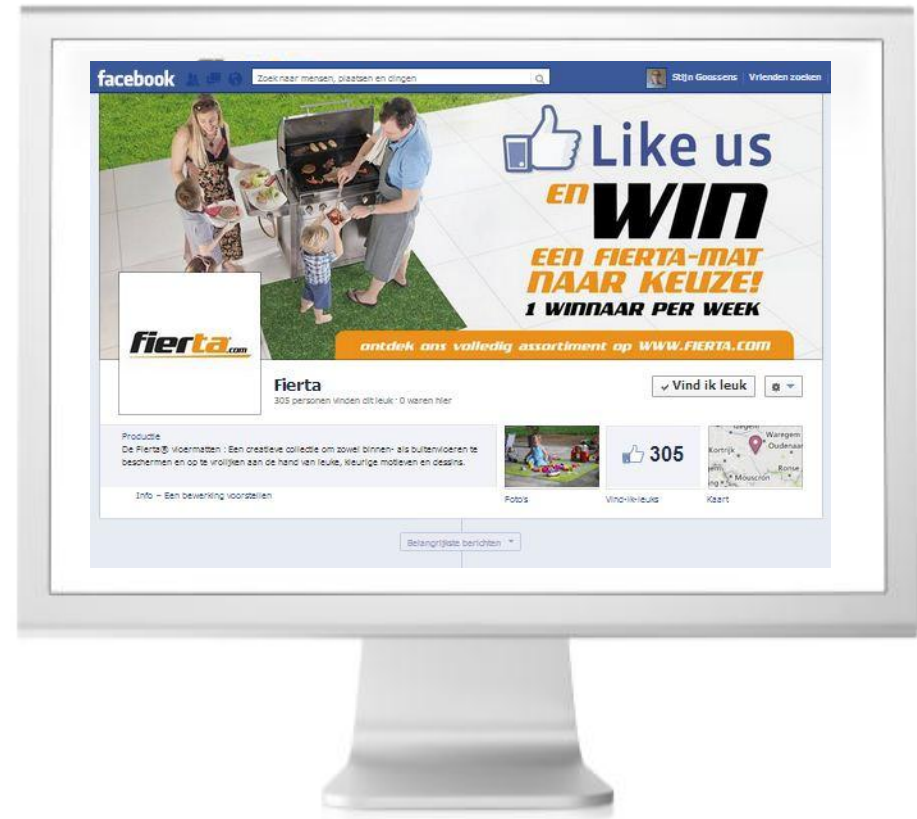 facebook
Zoek naar mensen, plaatsen en dingen
Stijn Goossens
Vrienden zoeken
Like us
EN WIN
EEN FIERTA-MAT
NAAR KEUZE!
1 WINNAAR PER WEEK
ontdek ons volledig assortiment op WWW.FIERTA.COM
fierta.com
Fierta
305 personen vinden dit leuk · 0 waren hier
Vind ik leuk
Productie
De Fierta® vloermatten : Een creatieve collectie om zowel binnen- als buitenvloeren te
beschermen en op te vrolijken aan de hand van leuke, kleurige motieven en dessins.
Info – Een bewerking voorstellen
Foto's
305
Vind-ik-leuks
Waregem
Oudenaar
Kortrijk
Ronse
Mouscron
Kaart
Belangrijkste berichten